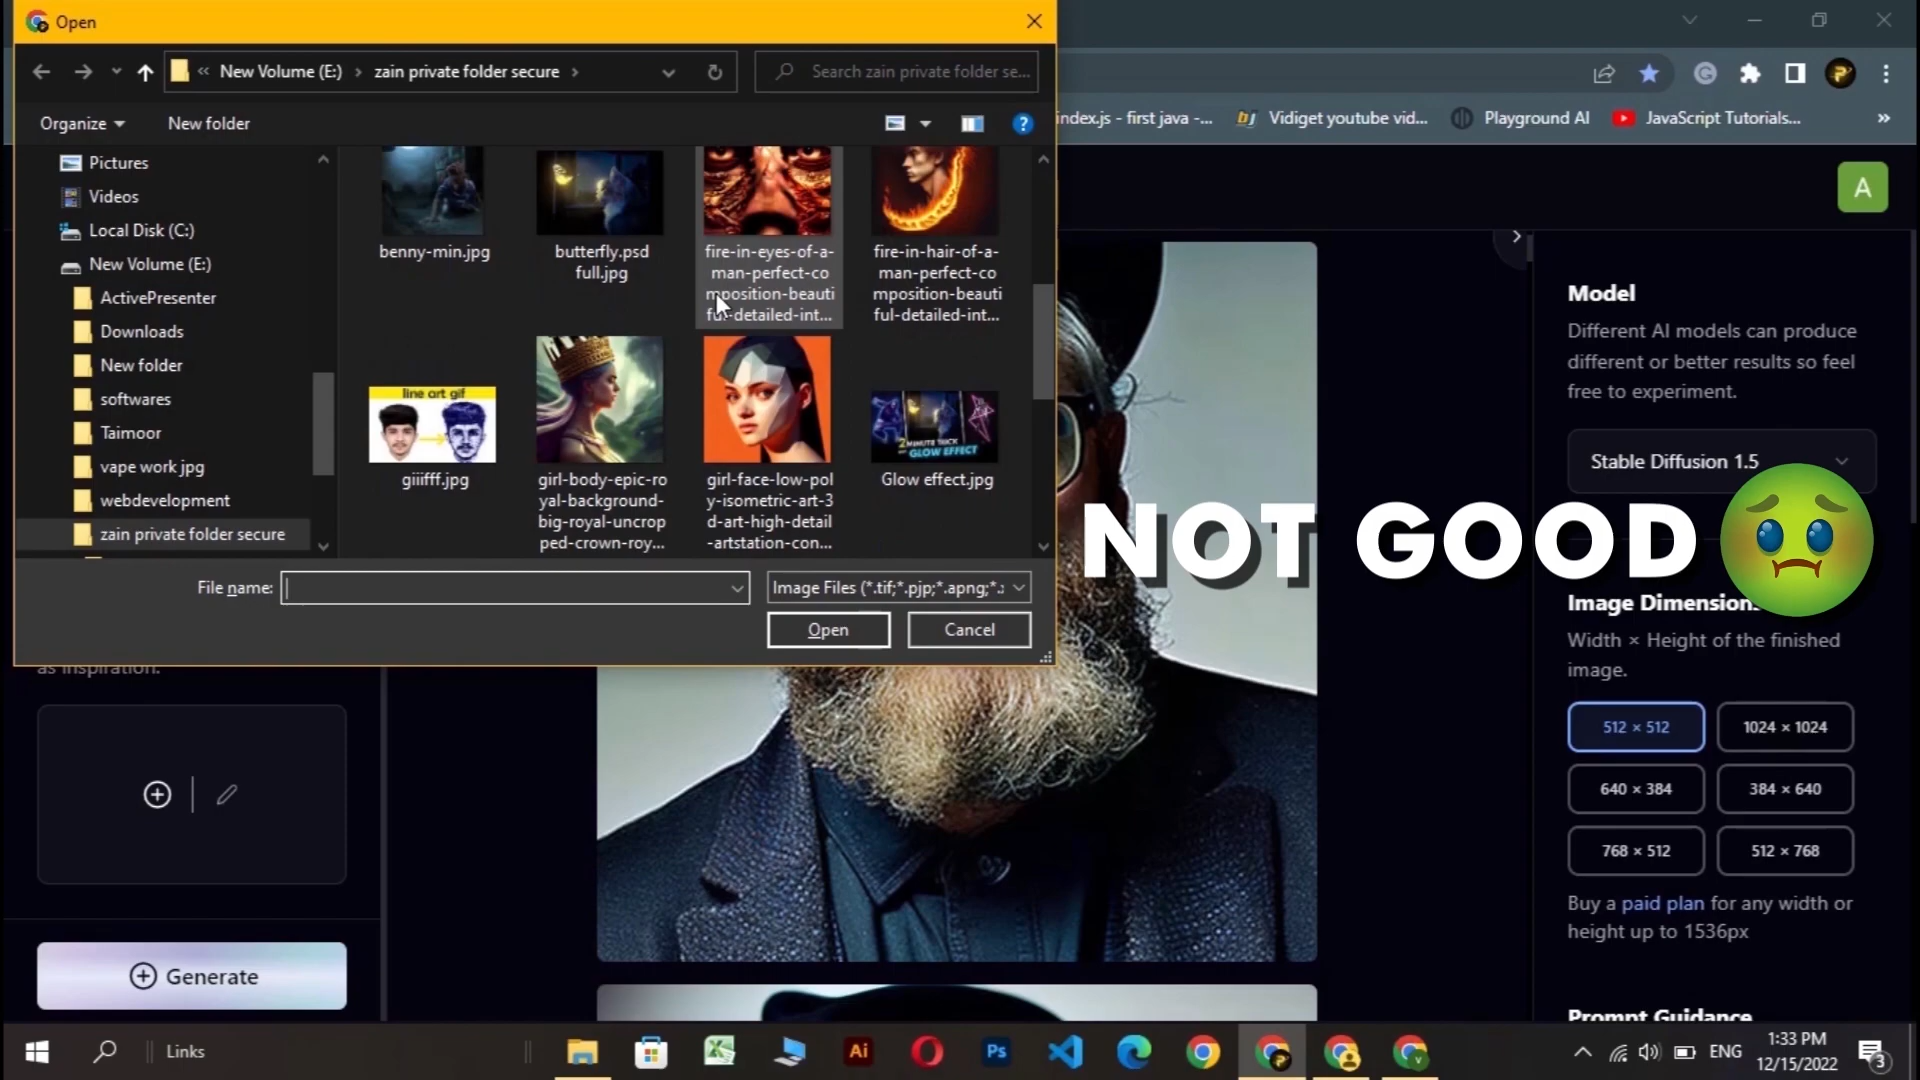 Open
New Volume (E:)
zain private folder secure
Search zain private folder se...
Organize
New folder
index.js - first java -...
Vidiget youtube vid...
Playground AI
JavaScript Tutorials...
Pictures
Videos
Local Disk (C:)
New Volume (E:)
ActivePresenter
Downloads
New folder
softwares
Taimoor
vape work jpg
webdevelopment
zain private folder secure
benny-min.jpg
butterfly.psd
full.jpg
fire-in-eyes-of-a-
man-perfect-co
mposition-beauti
ful-detailed-int...
fire-in-hair-of-a-
man-perfect-co
mposition-beauti
ful-detailed-int...
line art gif
giiifff.jpg
girl-body-epic-ro
yal-background-
big-royal-uncrop
ped-crown-roy...
girl-face-low-pol
y-isometric-art-3
d-art-high-detail
-artstation-con...
2 MINUTE TRICK
GLOW EFFECT
Glow effect.jpg
File name:
Image Files (*.tif;*.pjp;*.apng;*.
Open
Cancel
A
Model
Different AI models can produce
different or better results so feel
free to experiment.
Stable Diffusion 1.5
NOT GOOD
Image Dimensions
Width × Height of the finished
image.
512 × 512
1024 × 1024
640 × 384
384 × 640
768 × 512
512 × 768
Buy a paid plan for any width or
height up to 1536px
Prompt Guidance
as inspiration.
Generate
Links
Ai
Ps
ENG
1:33 PM
12/15/2022
3